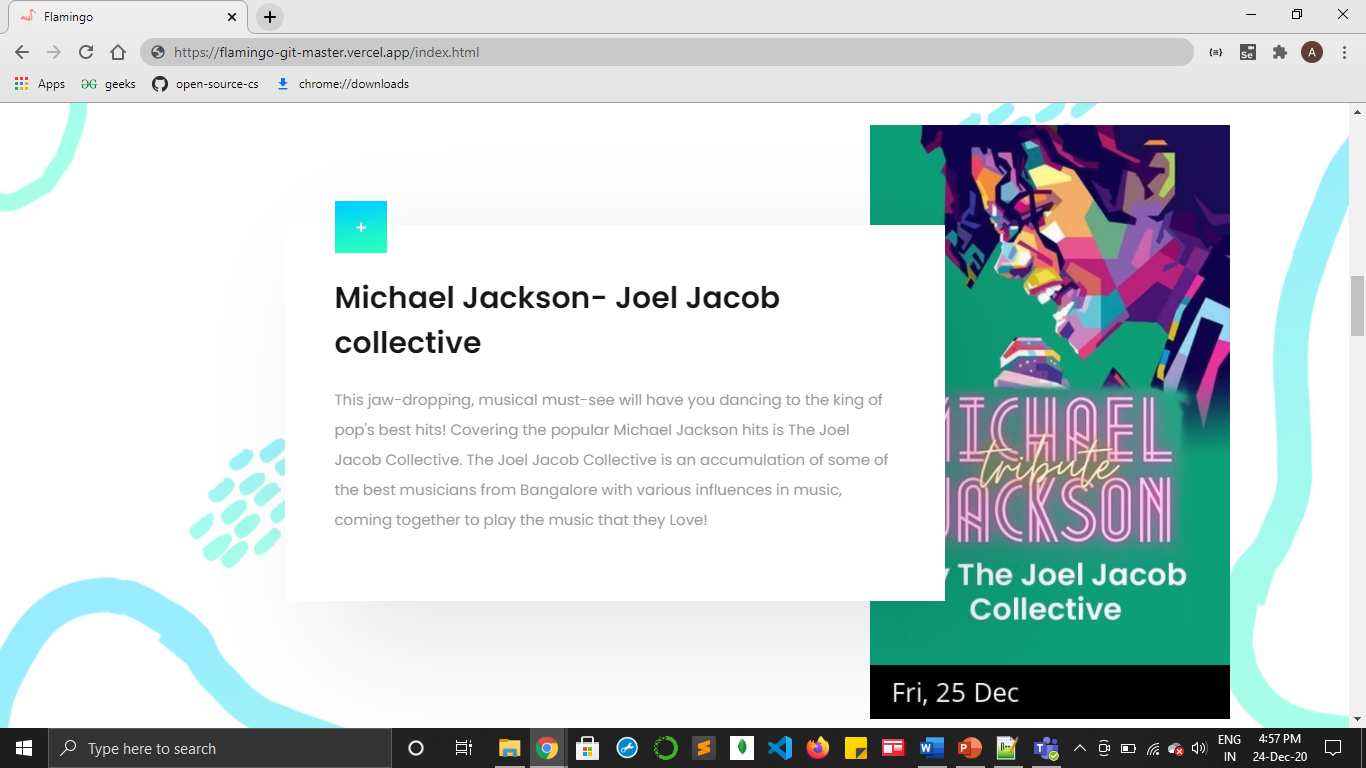 Flamingo
https://flamingo-git-master.vercel.app/index.html
A
Apps
geeks
open-source-cs
chrome://downloads
+
Michael Jackson- Joel Jacob
collective
This jaw-dropping, musical must-see will have you dancing to the king of
pop's best hits! Covering the popular Michael Jackson hits is The Joel
Jacob Collective. The Joel Jacob Collective is an accumulation of some of
the best musicians from Bangalore with various influences in music,
coming together to play the music that they Love!
MICHAEL
tribute
JACKSON
The Joel Jacob
Collective
Fri, 25 Dec
Type here to search
ENG
IN
4:57 PM
24-Dec-20